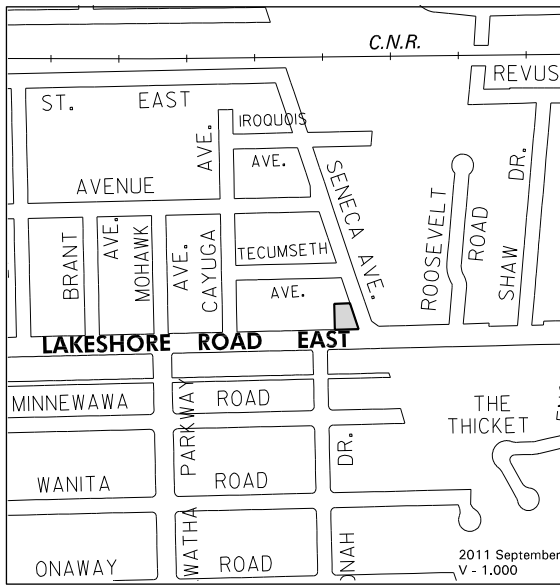 C.N.R.
REVUS
ST. EAST
IROQUOIS
AVE.
AVE.
AVENUE
SENECA AVE.
DR.
SHAW
ROOSEVELT
ROAD
BRANT
AVE.
MOHAWK
AVE.
CAYUGA
TECUMSETH
AVE.
LAKESHORE ROAD EAST
MINNEWAWA ROAD
PARKWAY
THE
THICKET
DR.
WANITA ROAD
WATHA
NAH
ONAWAY ROAD
2011 September
V - 1.000